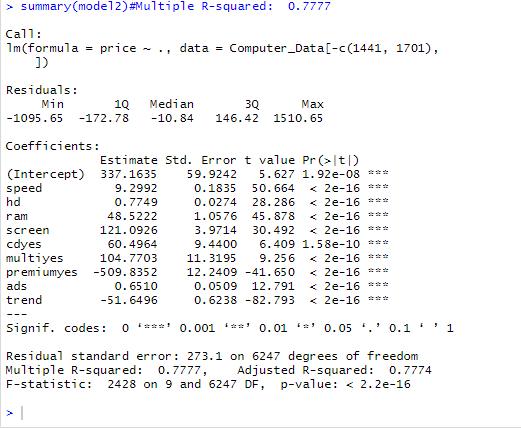 > summary(model2)#Multiple R-squared:  0.7777

Call:
lm(formula = price ~ ., data = Computer_Data[-c(1441, 1701),
    ])

Residuals:
     Min       1Q   Median       3Q      Max
-1095.65  -172.78   -10.84   146.42  1510.65

Coefficients:
             Estimate Std. Error t value Pr(>|t|)
(Intercept)  337.1635    59.9242   5.627 1.92e-08 ***
speed          9.2992     0.1835  50.664  < 2e-16 ***
hd             0.7749     0.0274  28.286  < 2e-16 ***
ram           48.5222     1.0576  45.878  < 2e-16 ***
screen       121.0926     3.9714  30.492  < 2e-16 ***
cdyes         60.4964     9.4400   6.409 1.58e-10 ***
multiyes     104.7703    11.3195   9.256  < 2e-16 ***
premiumyes  -509.8352    12.2409 -41.650  < 2e-16 ***
ads            0.6510     0.0509  12.791  < 2e-16 ***
trend        -51.6496     0.6238 -82.793  < 2e-16 ***
---
Signif. codes:  0 ‘***’ 0.001 ‘**’ 0.01 ‘*’ 0.05 ‘.’ 0.1 ‘ ’ 1

Residual standard error: 273.1 on 6247 degrees of freedom
Multiple R-squared:  0.7777,    Adjusted R-squared:  0.7774
F-statistic:  2428 on 9 and 6247 DF,  p-value: < 2.2e-16

>